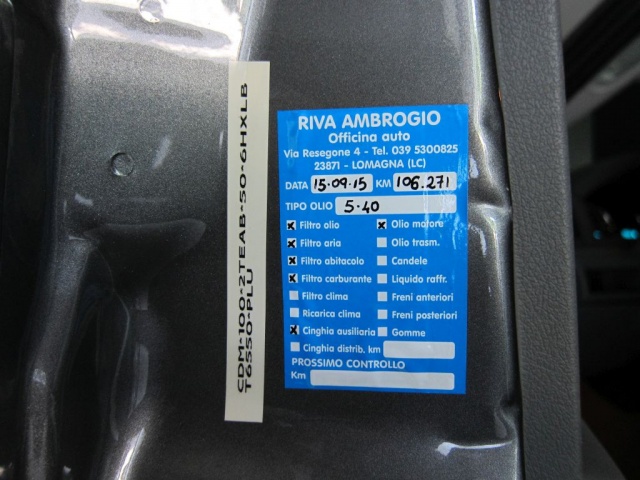 CDM-100-2TEAB-50-6HXLB
T6550-PLU
RIVA AMBROGIO
Officina auto
Via Resegone 4 - Tel. 039 5300825
23871 - LOMAGNA (LC)
DATA 15.09.15 KM 106.271
TIPO OLIO 5.40
Filtro olio Olio motore
Filtro aria Olio trasm.
Filtro abitacolo Candele
Filtro carburante Liquido raffr.
Filtro clima Freni anteriori
Ricarica clima Freni posteriori
Cinghia ausiliaria Gomme
Cinghia distrib. km
PROSSIMO CONTROLLO
Km